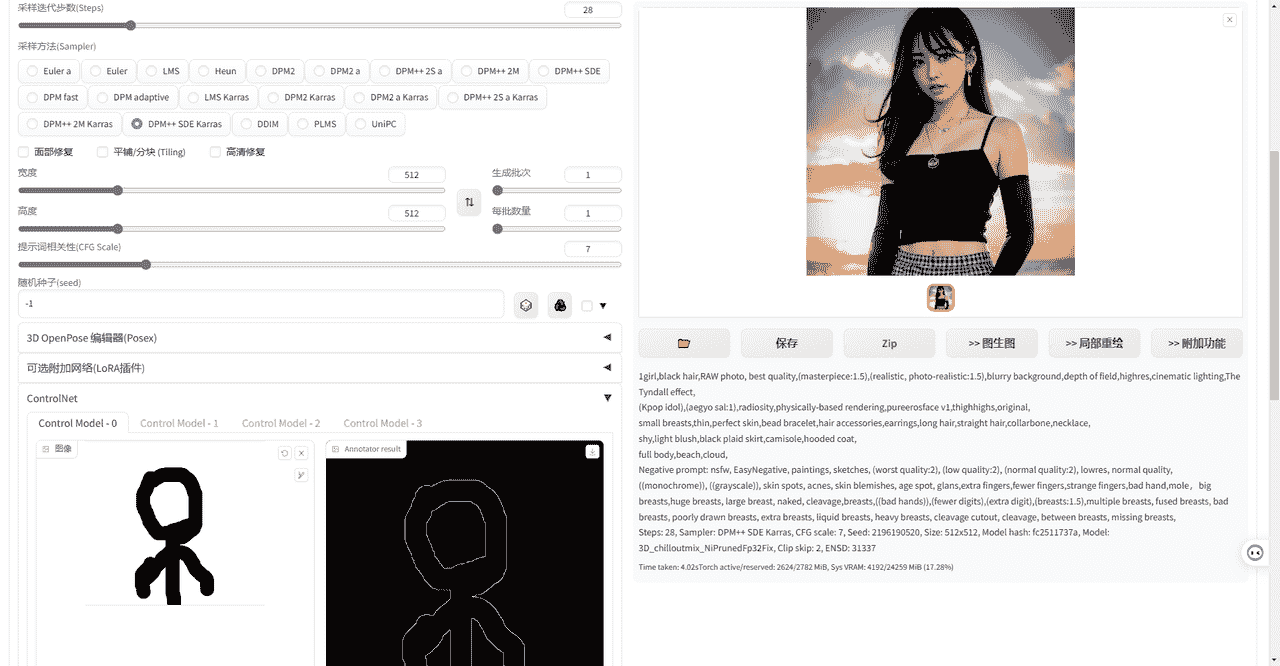 采样迭代步数(Steps)
28
采样方法(Sampler)
Euler a
Euler
LMS
Heun
DPM2
DPM2 a
DPM++ 2S a
DPM++ 2M
DPM++ SDE
DPM fast
DPM adaptive
LMS Karras
DPM2 Karras
DPM2 a Karras
DPM++ 2S a Karras
DPM++ 2M Karras
DPM++ SDE Karras
DDIM
PLMS
UniPC
面部修复
平铺/分块 (Tiling)
高清修复
宽度
512
生成批次
1
高度
512
每批数量
1
提示词相关性(CFG Scale)
7
随机种子(seed)
-1
3D OpenPose 编辑器(Posex)
可选附加网络(LoRA插件)
ControlNet
Control Model - 0
Control Model - 1
Control Model - 2
Control Model - 3
图像
Annotator result
保存
Zip
>> 图生图
>> 局部重绘
>> 附加功能
1girl,black hair,RAW photo, best quality,(masterpiece:1.5),(realistic, photo-realistic:1.5),blurry background,depth of field,highres,cinematic lighting,The
Tyndall effect,
(Kpop idol),(aegyo sal:1),radiosity,physically-based rendering,pureerosface v1,thighhighs,original,
small breasts,thin,perfect skin,bead bracelet,hair accessories,earrings,long hair,straight hair,collarbone,necklace,
shy,light blush,black plaid skirt,camisole,hooded coat,
full body,beach,cloud,
Negative prompt: nsfw, EasyNegative, paintings, sketches, (worst quality:2), (low quality:2), (normal quality:2), lowres, normal quality,
((monochrome)), ((grayscale)), skin spots, acnes, skin blemishes, age spot, glans,extra fingers,fewer fingers,strange fingers,bad hand,mole， big
breasts,huge breasts, large breast, naked, cleavage,breasts,((bad hands)),(fewer digits),(extra digit),(breasts:1.5),multiple breasts, fused breasts, bad
breasts, poorly drawn breasts, extra breasts, liquid breasts, heavy breasts, cleavage cutout, cleavage, between breasts, missing breasts,
Steps: 28, Sampler: DPM++ SDE Karras, CFG scale: 7, Seed: 2196190520, Size: 512x512, Model hash: fc2511737a, Model:
3D_chilloutmix_NiPrunedFp32Fix, Clip skip: 2, ENSD: 31337
Time taken: 4.02sTorch active/reserved: 2624/2782 MiB, Sys VRAM: 4192/24259 MiB (17.28%)